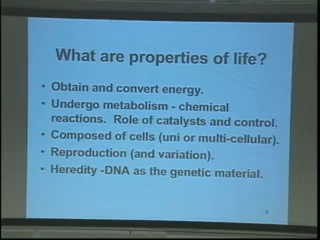 What are properties of life?
• Obtain and convert energy.
• Undergo metabolism - chemical
reactions. Role of catalysts and control.
• Composed of cells (uni or multi-cellular).
• Reproduction (and variation).
• Heredity -DNA as the genetic material.